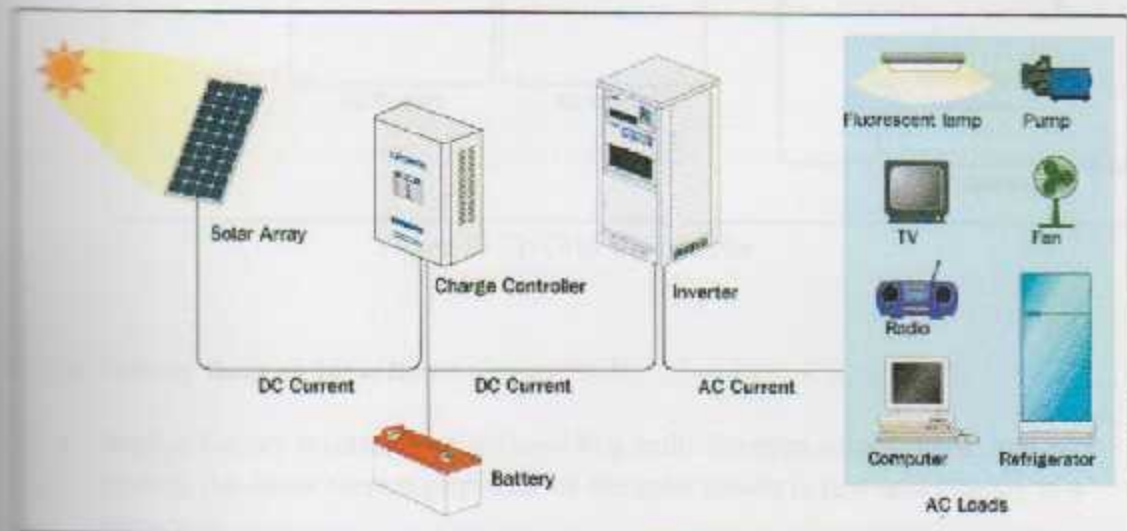 Fluorescent lamp
Pump
Solar Array
TV
Fan
Charge Controller
Inverter
Radio
DC Current
DC Current
AC Current
Computer
Refrigerator
Battery
AC Loads